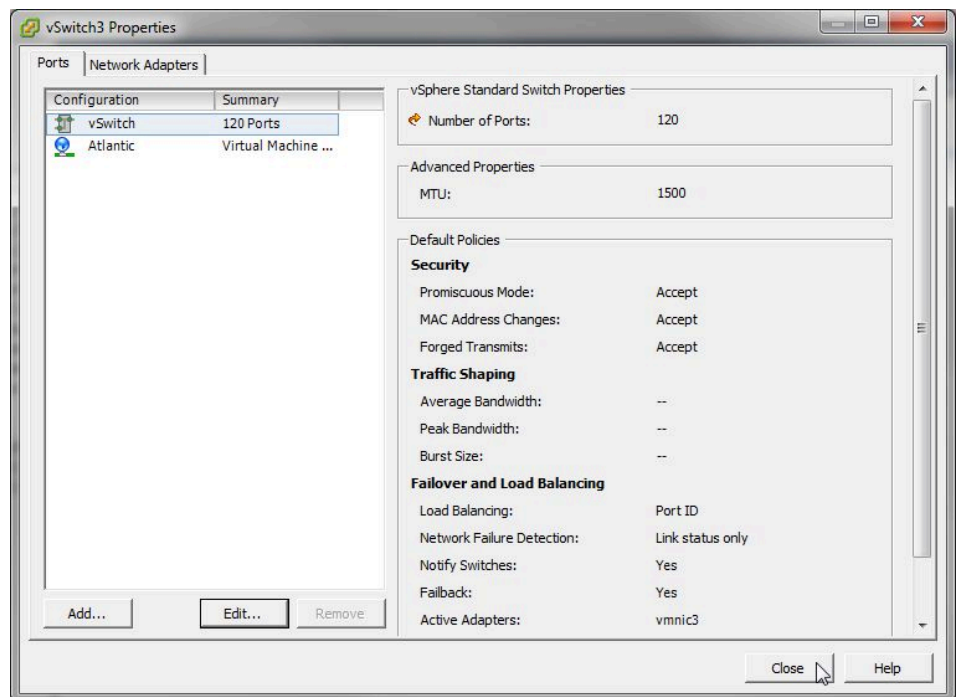 vSwitch3 Properties
Ports Network Adapters
Configuration Summary
vSwitch 120 Ports
Atlantic Virtual Machine ...
vSphere Standard Switch Properties
Number of Ports: 120
Advanced Properties
MTU: 1500
Default Policies
Security
Promiscuous Mode: Accept
MAC Address Changes: Accept
Forged Transmits: Accept
Traffic Shaping
Average Bandwidth: --
Peak Bandwidth: --
Burst Size: --
Failover and Load Balancing
Load Balancing: Port ID
Network Failure Detection: Link status only
Notify Switches: Yes
Failback: Yes
Active Adapters: vmnic3
Add... Edit... Remove
Close Help